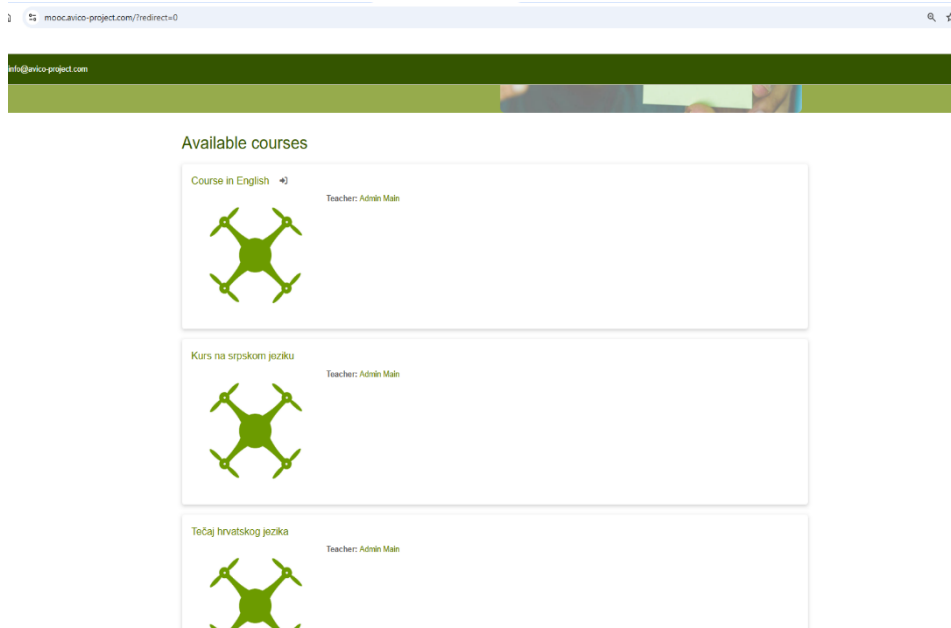 mooc.avico-project.com/?redirect=0
info@avico-project.com
Available courses
Course in English
Teacher: Admin Main
Kurs na srpskom jeziku
Teacher: Admin Main
Tečaj hrvatskog jezika
Teacher: Admin Main